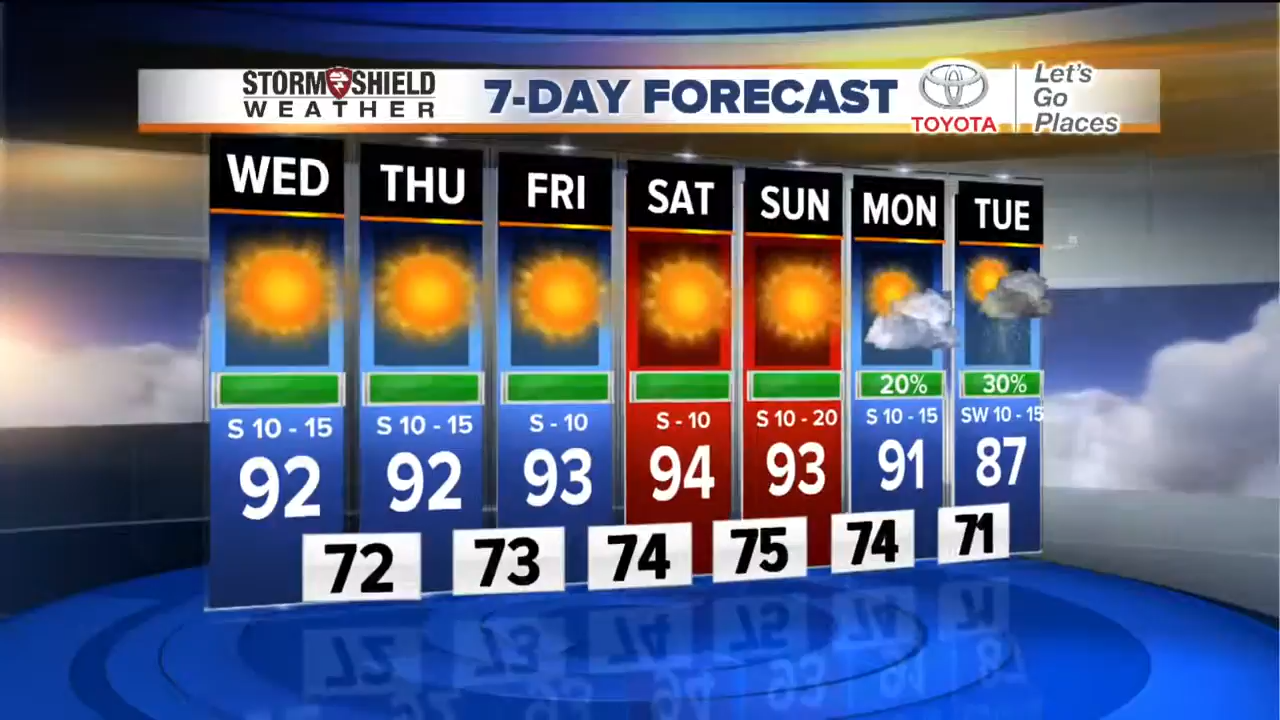 STORM SHIELD
WEATHER
7-DAY FORECAST
TOYOTA
Let's
Go
Places
WED THU FRI SAT SUN MON TUE
20% 30%
S 10 - 15 S 10 - 15 S - 10 S - 10 S 10 - 20 S 10 - 15 SW 10 - 15
92 92 93 94 93 91 87
72 73 74 75 74 71